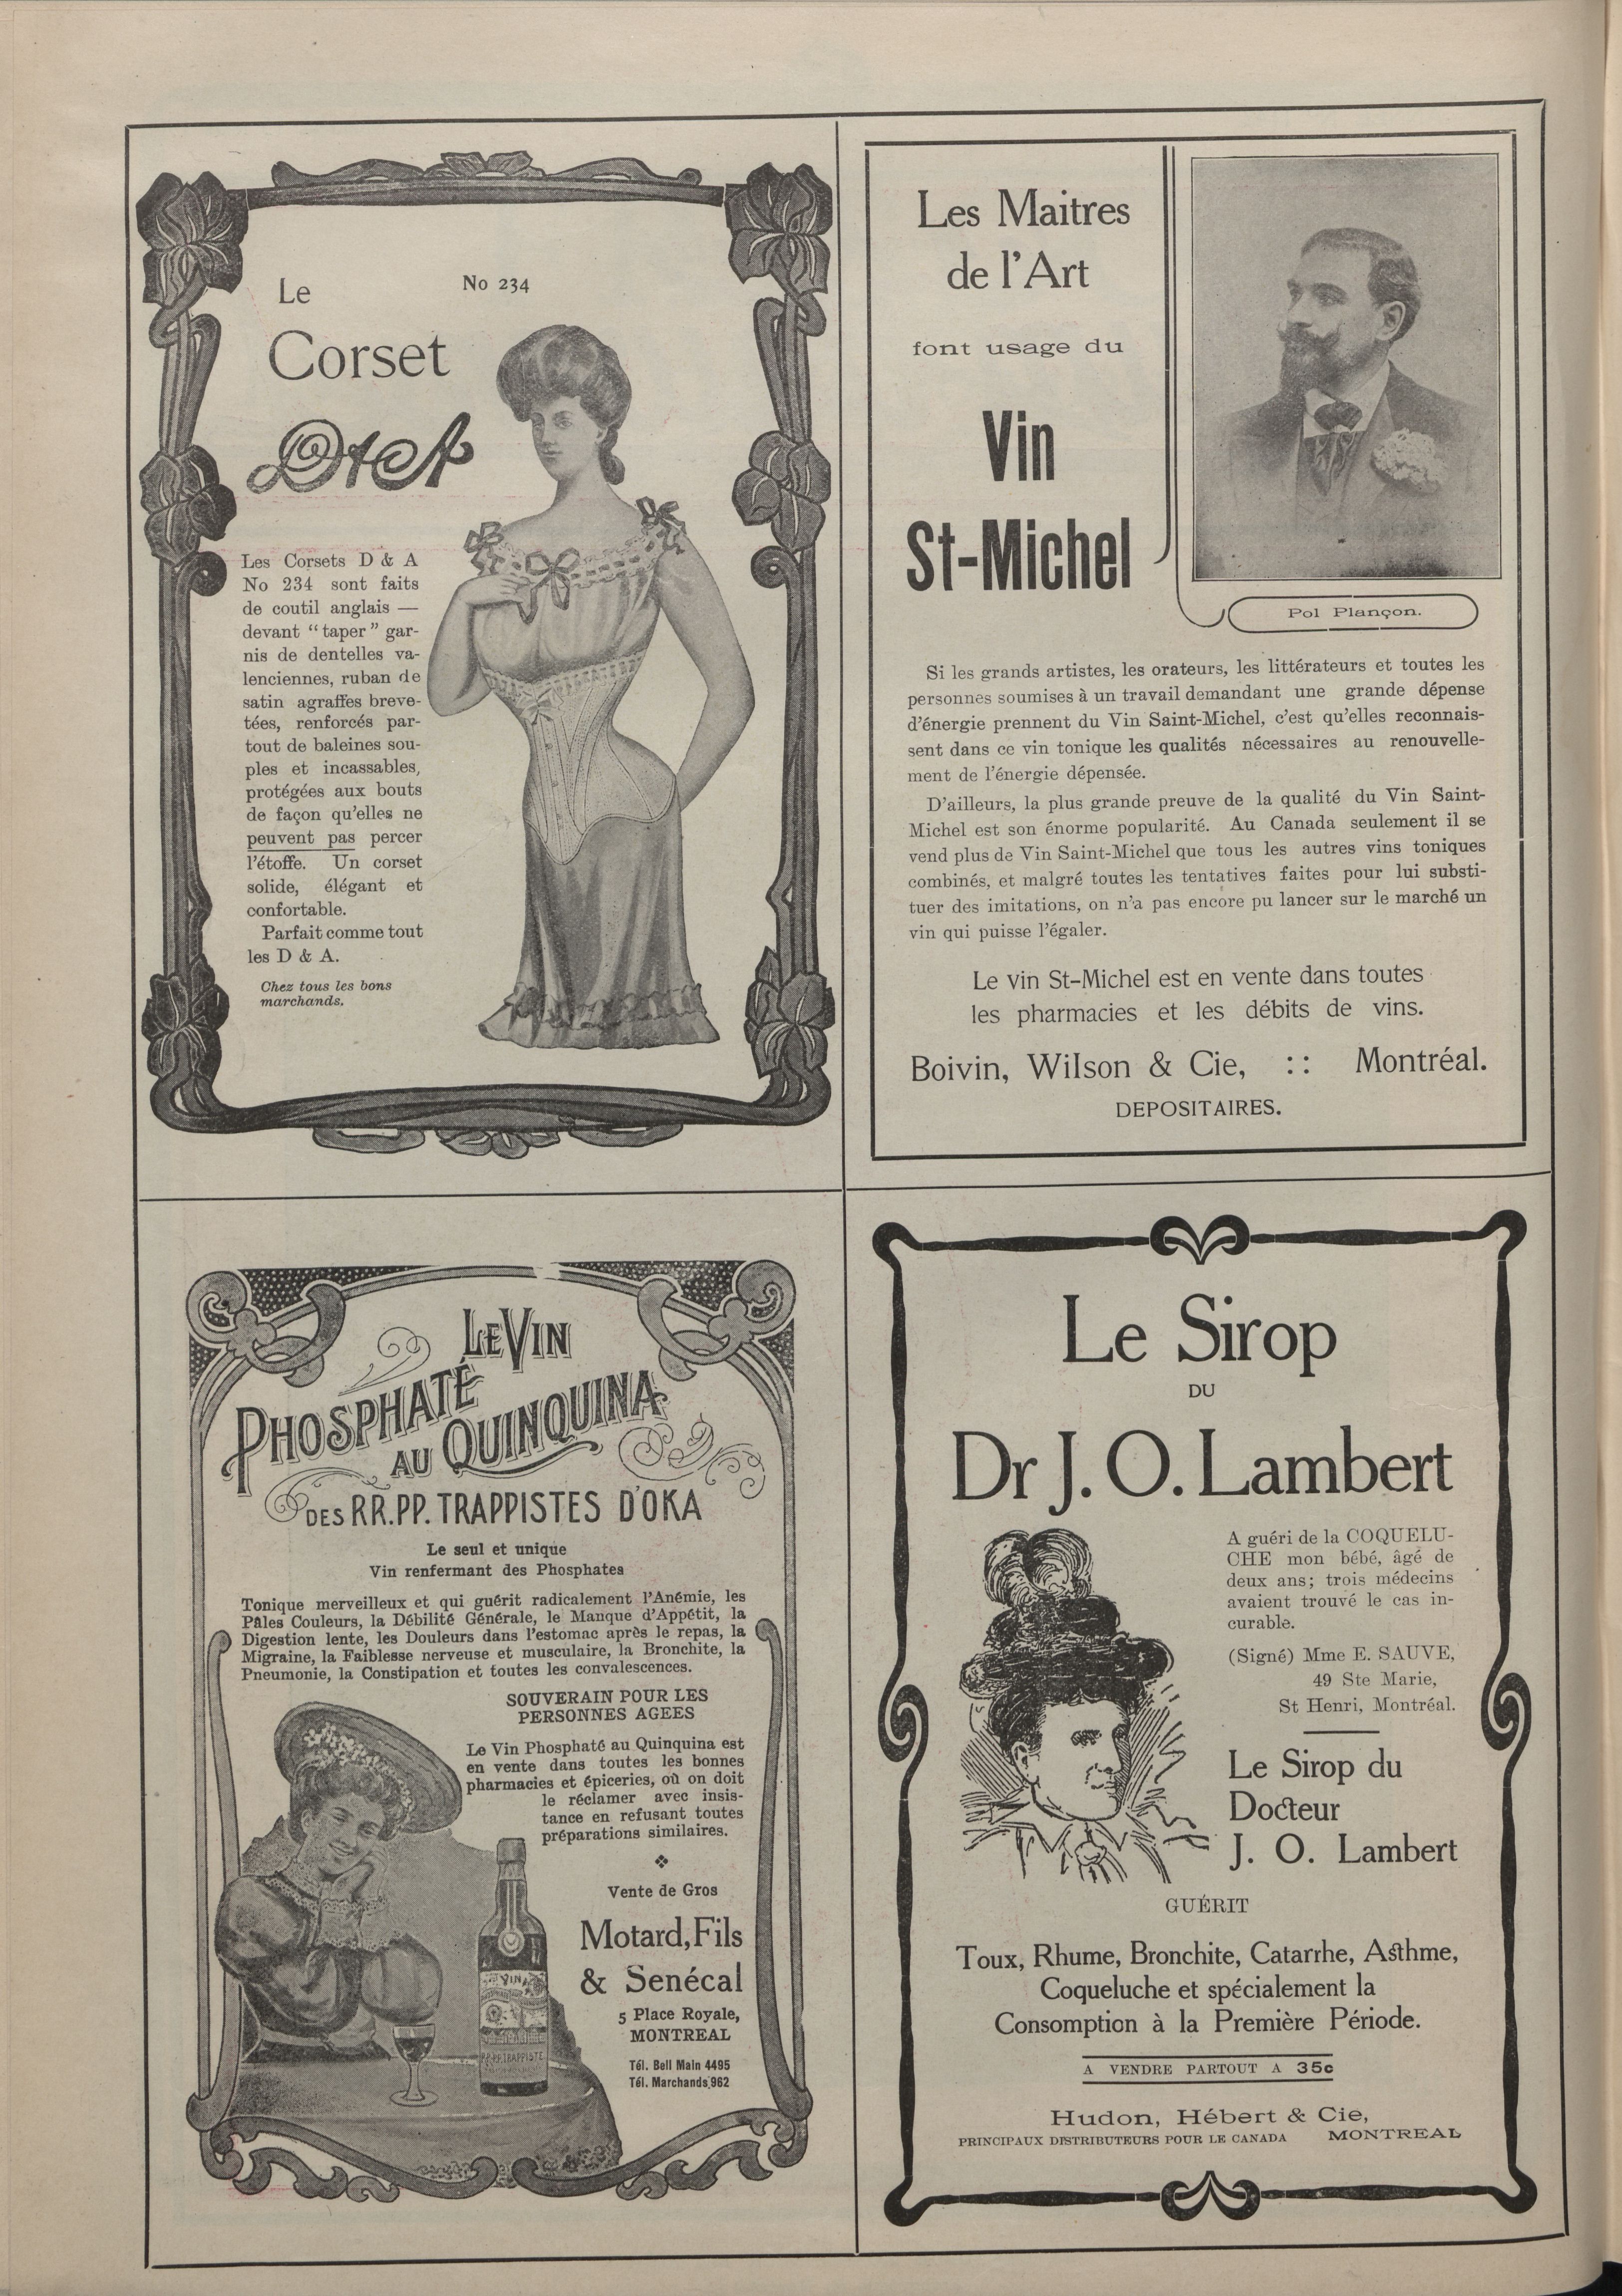 Le
No 234
Corset
D & A
Les Corsets D & A
No 234 sont faits
de coutil anglais —
devant “taper” gar-
nis de dentelles va-
lenciennes, ruban de
satin agraffes breve-
tées, renforcés par-
tout de baleines sou-
ples et incassables,
protégées aux bouts
de façon qu'elles ne
peuvent pas percer
l'étoffe. Un corset
solide, élégant et
confortable.
Parfait comme tout
les D & A.
Chez tous les bons
marchands.
Les Maitres
de l'Art
font usage du
Vin
St-Michel
Pol Plançon.
Si les grands artistes, les orateurs, les littérateurs et toutes les
personnes soumises à un travail demandant une grande dépense
d'énergie prennent du Vin Saint-Michel, c'est qu'elles reconnais-
sent dans ce vin tonique les qualités nécessaires au renouvelle-
ment de l'énergie dépensée.
D'ailleurs, la plus grande preuve de la qualité du Vin Saint-
Michel est son énorme popularité. Au Canada seulement il se
vend plus de Vin Saint-Michel que tous les autres vins toniques
combinés, et malgré toutes les tentatives faites pour lui substi-
tuer des imitations, on n'a pas encore pu lancer sur le marché un
vin qui puisse l'égaler.
Le vin St-Michel est en vente dans toutes
les pharmacies et les débits de vins.
Boivin, Wilson & Cie, :: Montréal.
DEPOSITAIRES.
LE VIN
PHOSPHATÉ
AU QUINQUINA
DES RR. PP. TRAPPISTES D'OKA
Le seul et unique
Vin renfermant des Phosphates
Tonique merveilleux et qui guérit radicalement l'Anémie, les
Pâles Couleurs, la Débilité Générale, le Manque d'Appétit, la
Digestion lente, les Douleurs dans l'estomac après le repas, la
Migraine, la Faiblesse nerveuse et musculaire, la Bronchite, la
Pneumonie, la Constipation et toutes les convalescences.
SOUVERAIN POUR LES
PERSONNES AGEES
Le Vin Phosphaté au Quinquina est
en vente dans toutes les bonnes
pharmacies et épiceries, où on doit
le réclamer avec insis-
tance en refusant toutes
préparations similaires.
Vente de Gros
Motard, Fils
& Senécal
5 Place Royale,
MONTREAL
Tél. Bell Main 4495
Tél. Marchands 962
VIN
R.R.P.P. TRAPPISTE
Le Sirop
DU
Dr J. O. Lambert
A guéri de la COQUELU-
CHE mon bébé, âgé de
deux ans; trois médecins
avaient trouvé le cas in-
curable.
(Signé) Mme E. SAUVE,
49 Ste Marie,
St Henri, Montréal.
Le Sirop du
Docteur
J. O. Lambert
GUÉRIT
Toux, Rhume, Bronchite, Catarrhe, Asthme,
Coqueluche et spécialement la
Consomption à la Première Période.
A VENDRE PARTOUT A 35c
Hudon, Hébert & Cie,
PRINCIPAUX DISTRIBUTEURS POUR LE CANADA MONTREAL